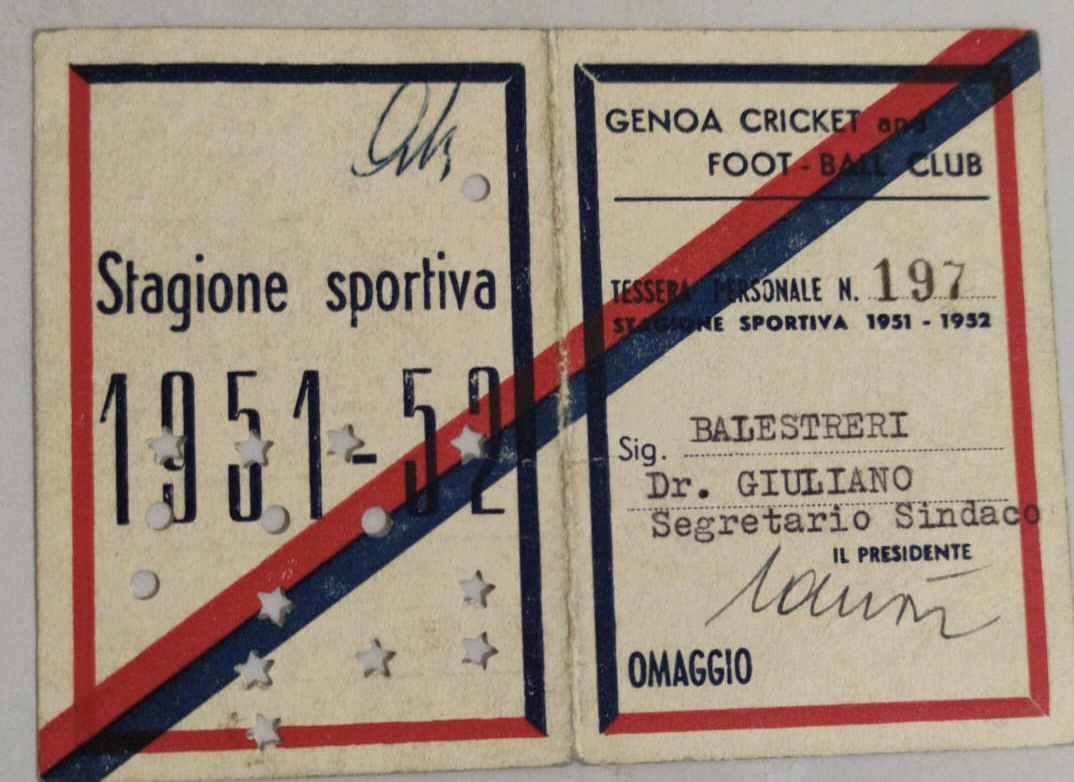 Stagione sportiva
1951-52
GENOA CRICKET and
FOOT-BALL CLUB
TESSERA PERSONALE N. 197
STAGIONE SPORTIVA 1951 - 1952
Sig. BALESTRERI
Dr. GIULIANO
Segretario Sindaco
IL PRESIDENTE
OMAGGIO